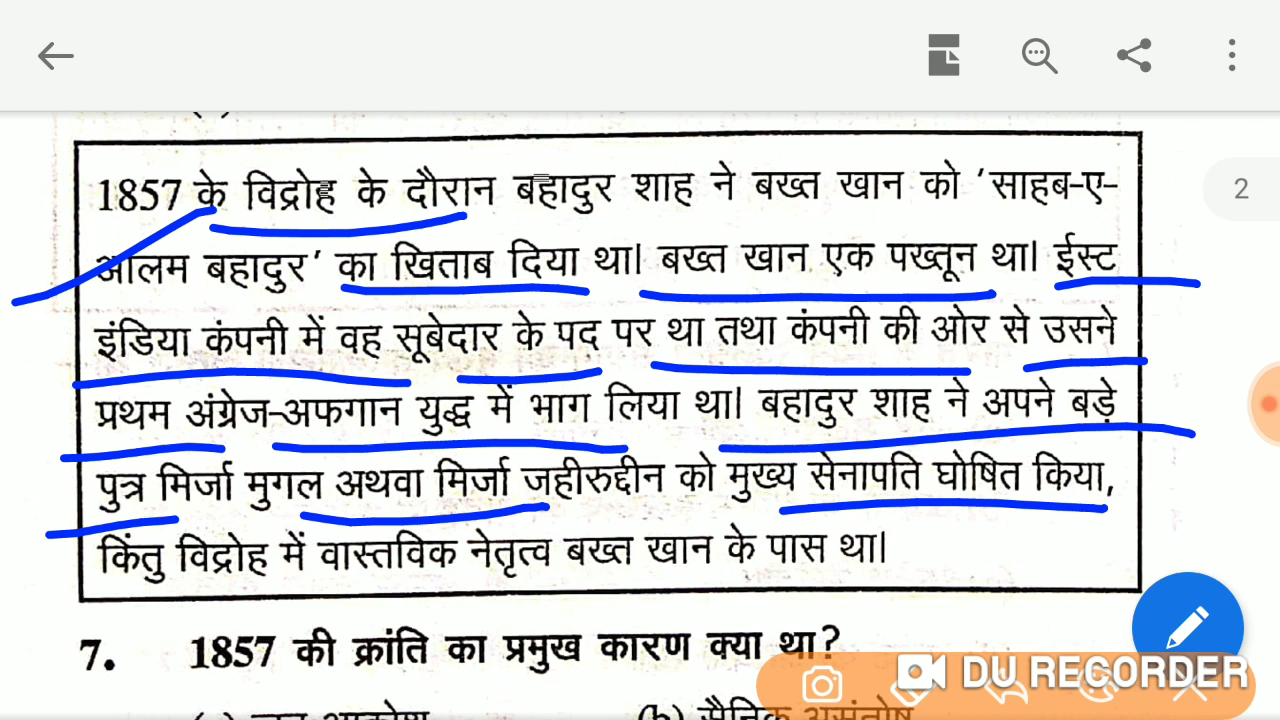 2
1857 के विद्रोह के दौरान बहादुर शाह ने बख्त खान को 'साहब-ए-
आलम बहादुर' का खिताब दिया था। बख्त खान एक पख्तून था। ईस्ट
इंडिया कंपनी में वह सूबेदार के पद पर था तथा कंपनी की ओर से उसने
प्रथम अंग्रेज-अफगान युद्ध में भाग लिया था। बहादुर शाह ने अपने बड़े
पुत्र मिर्जा मुगल अथवा मिर्जा जहीरुद्दीन को मुख्य सेनापति घोषित किया,
किंतु विद्रोह में वास्तविक नेतृत्व बख्त खान के पास था।
7. 1857 की क्रांति का प्रमुख कारण क्या था?
DU RECORDER
(b) सैनिक असंतोष